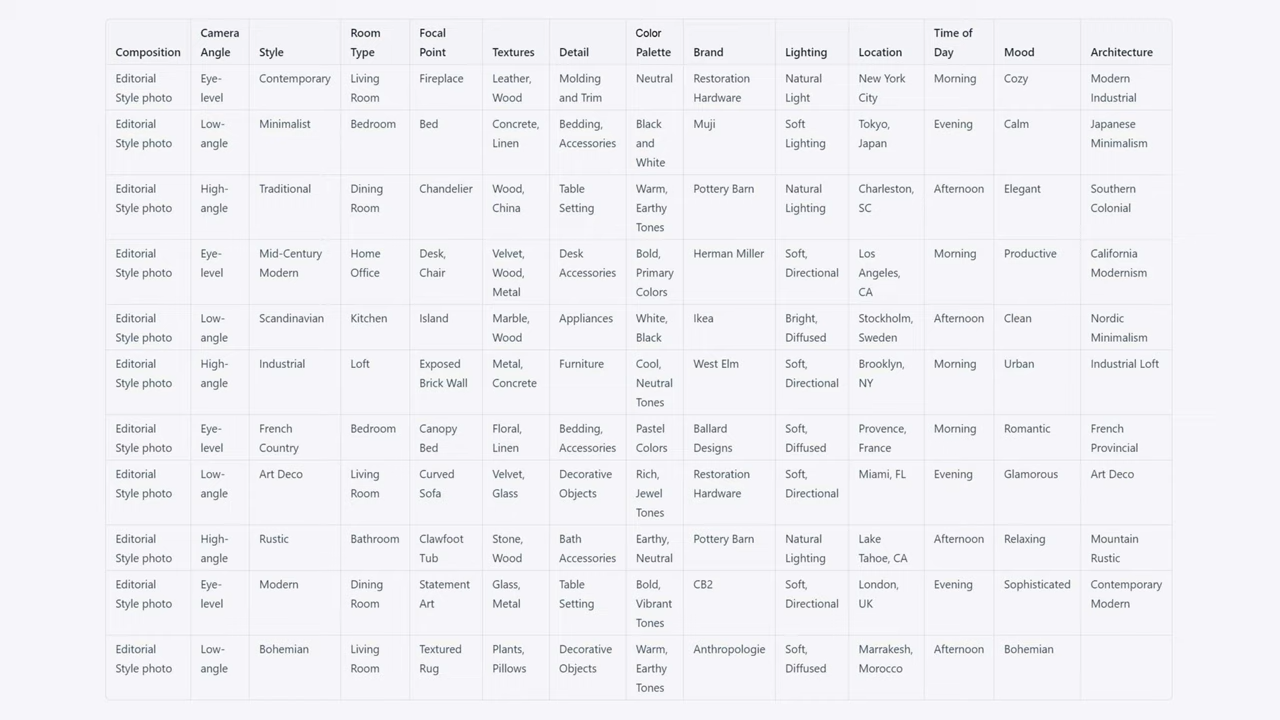 Composition	Camera Angle	Style	Room Type	Focal Point	Textures	Detail	Color Palette	Brand	Lighting	Location	Time of Day	Mood	Architecture
Editorial Style photo	Eye-level	Contemporary	Living Room	Fireplace	Leather, Wood	Molding and Trim	Neutral	Restoration Hardware	Natural Light	New York City	Morning	Cozy	Modern Industrial
Editorial Style photo	Low-angle	Minimalist	Bedroom	Bed	Concrete, Linen	Bedding, Accessories	Black and White	Muji	Soft Lighting	Tokyo, Japan	Evening	Calm	Japanese Minimalism
Editorial Style photo	High-angle	Traditional	Dining Room	Chandelier	Wood, China	Table Setting	Warm, Earthy Tones	Pottery Barn	Natural Lighting	Charleston, SC	Afternoon	Elegant	Southern Colonial
Editorial Style photo	Eye-level	Mid-Century Modern	Home Office	Desk, Chair	Velvet, Wood, Metal	Desk Accessories	Bold, Primary Colors	Herman Miller	Soft, Directional	Los Angeles, CA	Morning	Productive	California Modernism
Editorial Style photo	Low-angle	Scandinavian	Kitchen	Island	Marble, Wood	Appliances	White, Black	Ikea	Bright, Diffused	Stockholm, Sweden	Afternoon	Clean	Nordic Minimalism
Editorial Style photo	High-angle	Industrial	Loft	Exposed Brick Wall	Metal, Concrete	Furniture	Cool, Neutral Tones	West Elm	Soft, Directional	Brooklyn, NY	Morning	Urban	Industrial Loft
Editorial Style photo	Eye-level	French Country	Bedroom	Canopy Bed	Floral, Linen	Bedding, Accessories	Pastel Colors	Ballard Designs	Soft, Diffused	Provence, France	Morning	Romantic	French Provincial
Editorial Style photo	Low-angle	Art Deco	Living Room	Curved Sofa	Velvet, Glass	Decorative Objects	Rich, Jewel Tones	Restoration Hardware	Soft, Directional	Miami, FL	Evening	Glamorous	Art Deco
Editorial Style photo	High-angle	Rustic	Bathroom	Clawfoot Tub	Stone, Wood	Bath Accessories	Earthy, Neutral	Pottery Barn	Natural Lighting	Lake Tahoe, CA	Afternoon	Relaxing	Mountain Rustic
Editorial Style photo	Eye-level	Modern	Dining Room	Statement Art	Glass, Metal	Table Setting	Bold, Vibrant Tones	CB2	Soft, Directional	London, UK	Evening	Sophisticated	Contemporary Modern
Editorial Style photo	Low-angle	Bohemian	Living Room	Textured Rug	Plants, Pillows	Decorative Objects	Warm, Earthy Tones	Anthropologie	Soft, Diffused	Marrakesh, Morocco	Afternoon	Bohemian